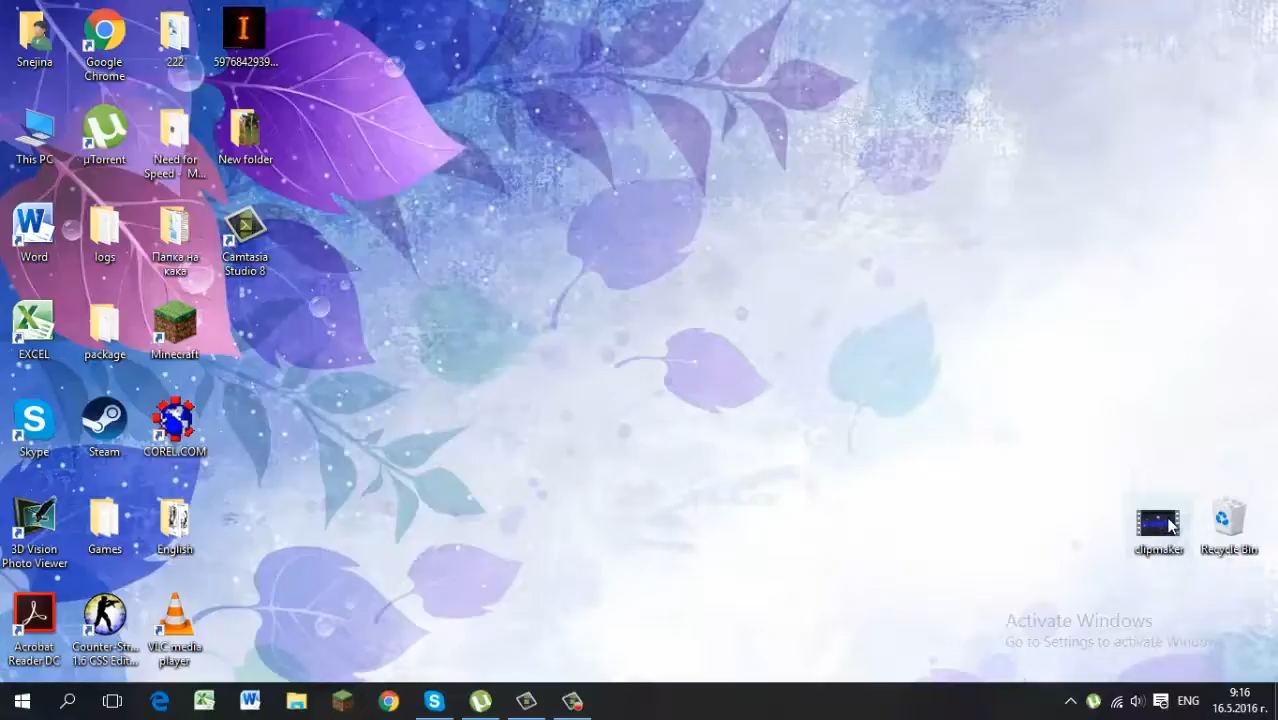 Snejina
Google
Chrome
222
5976842939...
This PC
µTorrent
Need for
Speed - M...
New folder
Word
logs
Папка на
кака
Camtasia
Studio 8
EXCEL
package
Minecraft
Skype
Steam
COREL.COM
3D Vision
Photo Viewer
Games
English
clipmaker
Recycle Bin
Acrobat
Reader DC
Counter-Str...
1.6 CSS Edit...
VLC media
player
Activate Windows
Go to Settings to activate Windows.
ENG
9:16
16.5.2016 г.